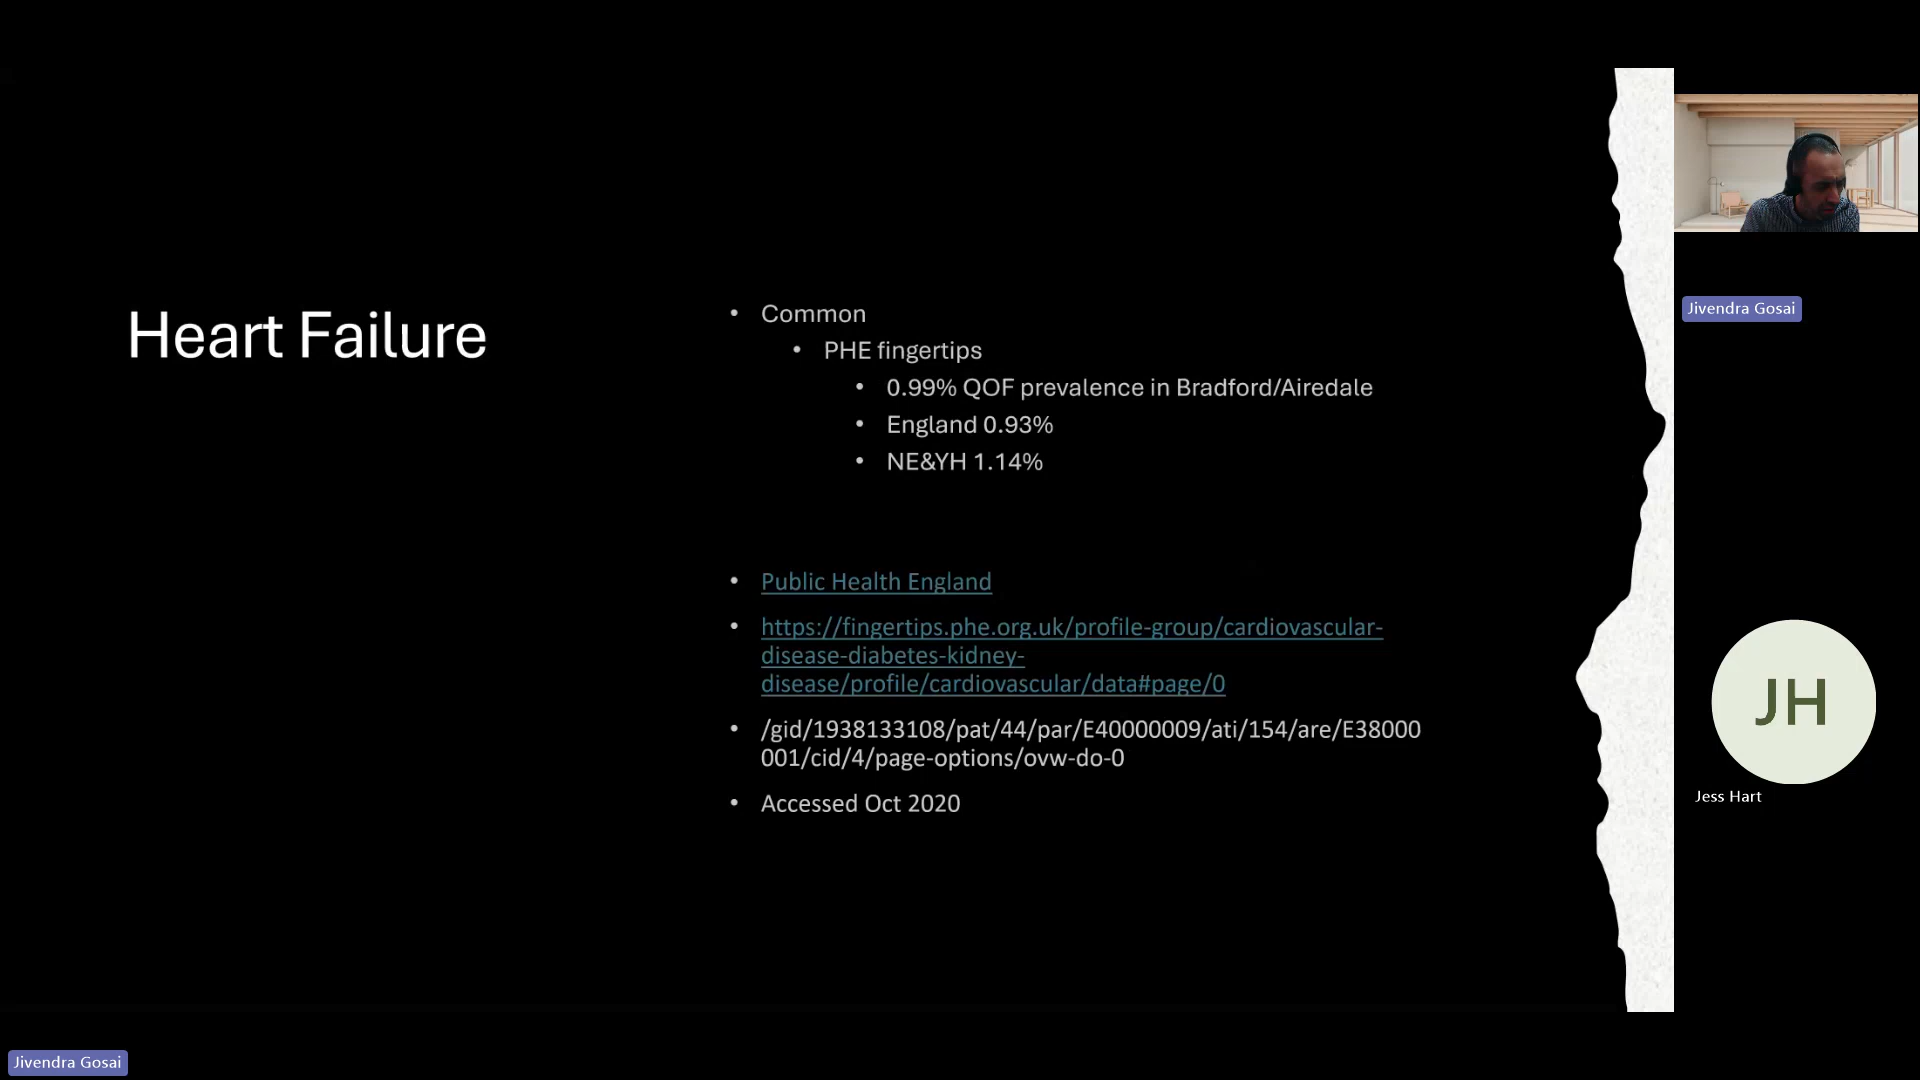 Heart Failure
• Common
• PHE fingertips
• 0.99% QOF prevalence in Bradford/Airedale
• England 0.93%
• NE&YH 1.14%
• Public Health England
• https://fingertips.phe.org.uk/profile-group/cardiovascular-
disease-diabetes-kidney-
disease/profile/cardiovascular/data#page/0
• /gid/1938133108/pat/44/par/E40000009/ati/154/are/E38000
001/cid/4/page-options/ovw-do-0
• Accessed Oct 2020
Jivendra Gosai
JH
Jess Hart
Jivendra Gosai